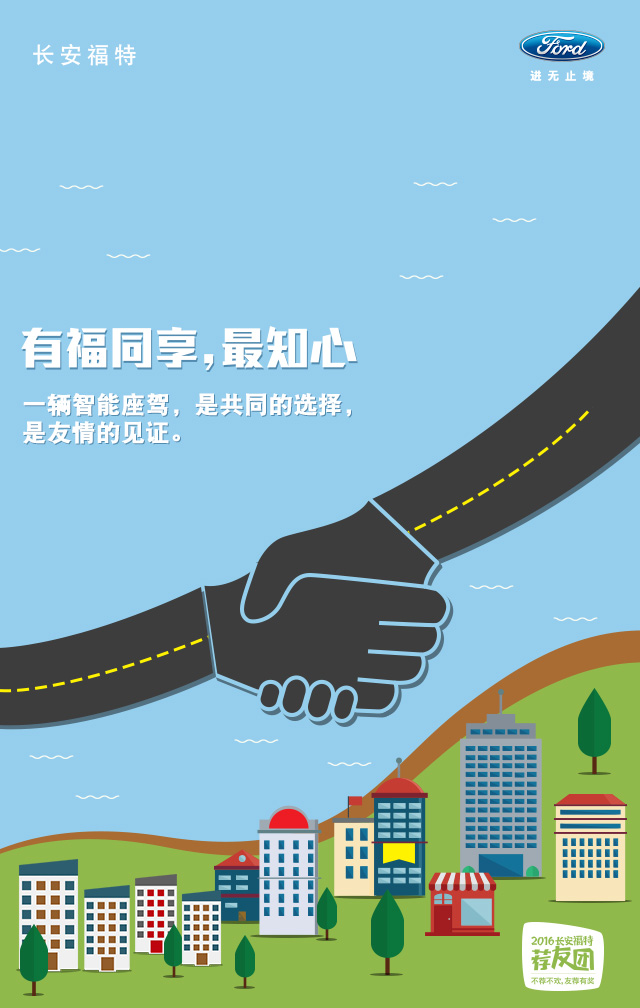 长安福特
Ford
进无止境
有福同享，最知心
一辆智能座驾，是共同的选择，
是友情的见证。
2016长安福特
荐友团
不荐不欢，友荐有奖